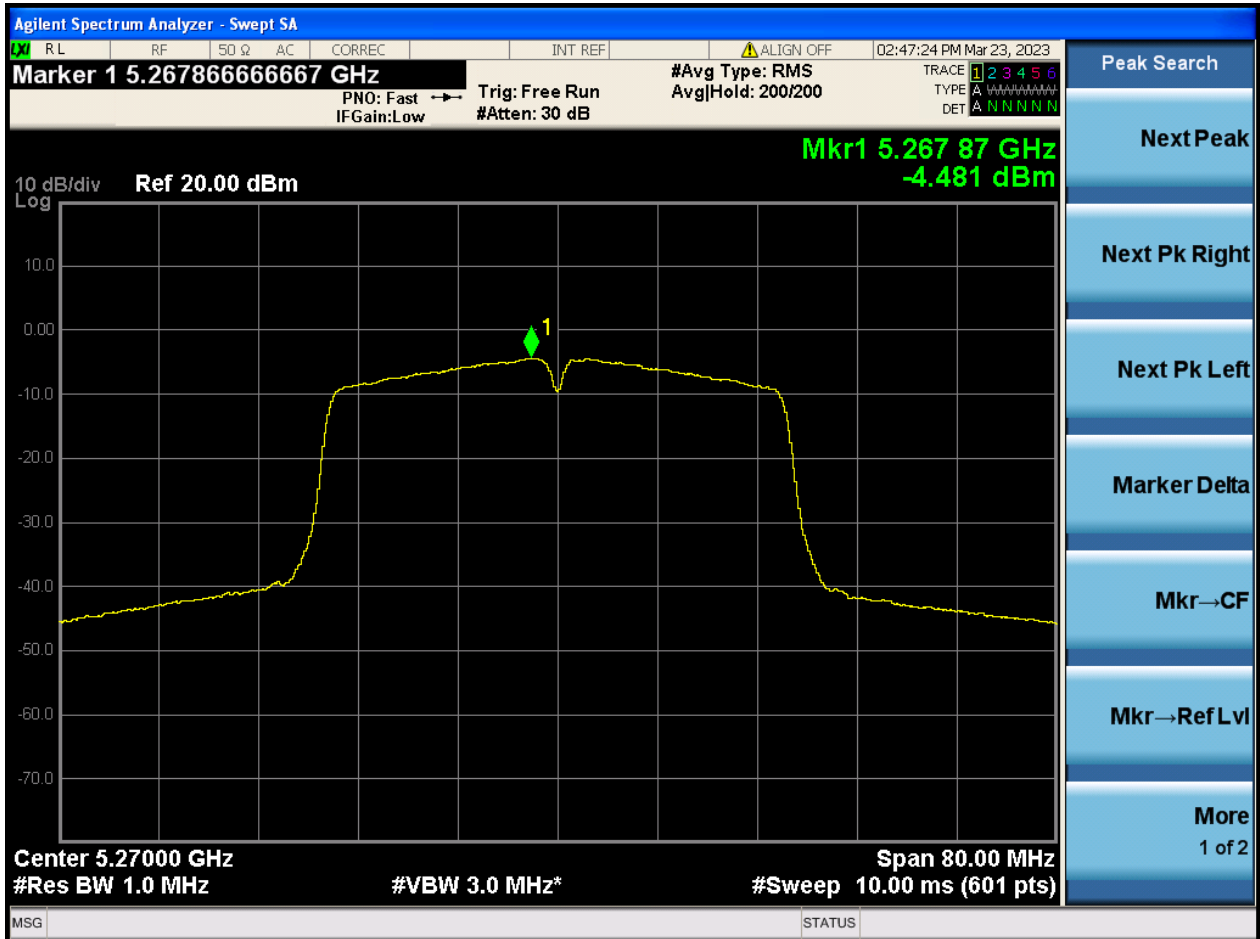 Agilent Spectrum Analyzer - Swept SA
LXI RL RF 50 Ω AC CORREC INT REF ALIGN OFF 02:47:24 PM Mar 23, 2023
Marker 1 5.267866666667 GHz
PNO: Fast
IFGain:Low
Trig: Free Run
#Atten: 30 dB
#Avg Type: RMS
Avg|Hold: 200/200
TRACE 1 2 3 4 5 6
TYPE A WWWWW
DET A N N N N N
Mkr1 5.267 87 GHz
-4.481 dBm
10 dB/div Ref 20.00 dBm
Log
10.0
0.00
-10.0
-20.0
-30.0
-40.0
-50.0
-60.0
-70.0
1
Center 5.27000 GHz
Span 80.00 MHz
#Res BW 1.0 MHz
#VBW 3.0 MHz*
#Sweep 10.00 ms (601 pts)
MSG
STATUS
Peak Search
Next Peak
Next Pk Right
Next Pk Left
Marker Delta
Mkr→CF
Mkr→Ref Lvl
More
1 of 2